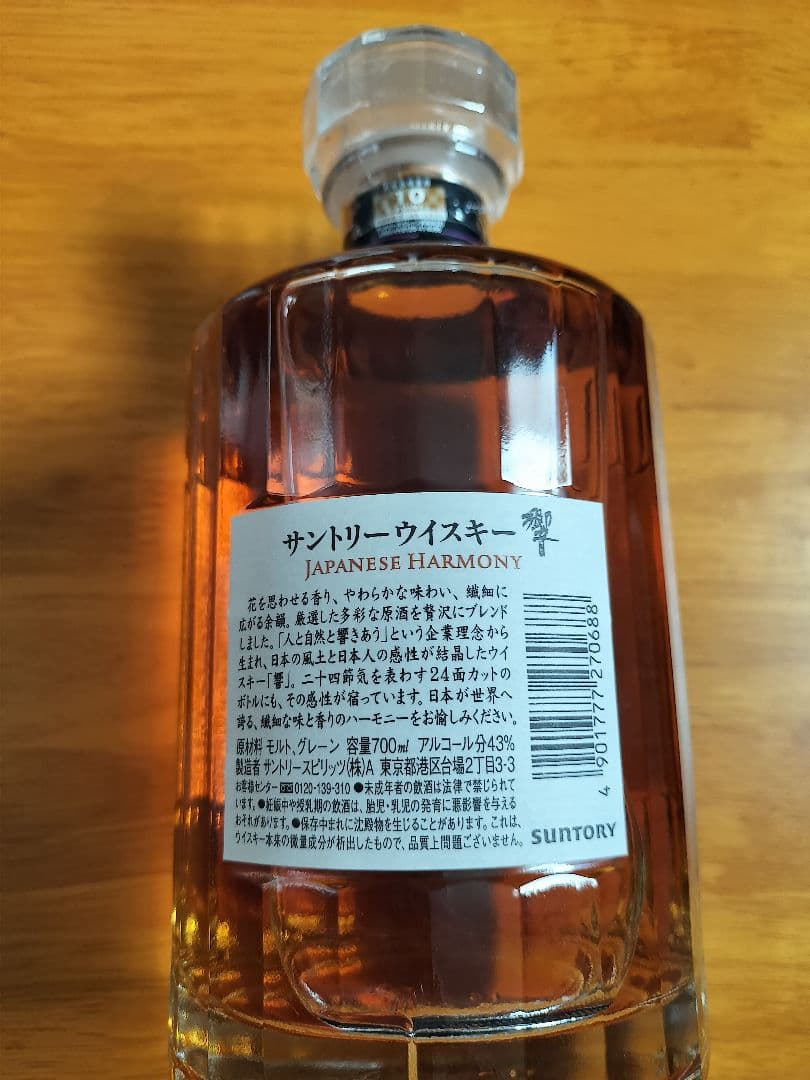 10
サントリーウイスキー 響
JAPANESE HARMONY
花を思わせる香り、やわらかな味わい、繊細に
広がる余韻。厳選した多彩な原酒を贅沢にブレンド
しました。「人と自然と響きあう」という企業理念から
生まれ、日本の風土と日本人の感性が結晶したウイ
スキー「響」。二十四節気を表わす24面カットの
ボトルにも、その感性が宿っています。日本が世界へ
誇る、繊細な味と香りのハーモニーをお愉しみください。
原材料 モルト、グレーン 容量700ml アルコール分43%
製造者 サントリースピリッツ(株)A 東京都港区台場2丁目3-3
お客様センター 0120-139-310 ●未成年者の飲酒は法律で禁じられて
います。●妊娠中や授乳期の飲酒は、胎児・乳児の発育に悪影響を与える
おそれがあります。●保存中まれに沈殿物を生じることがあります。これは、
ウイスキー本来の微量成分が析出したもので、品質上問題ございません。
SUNTORY
4 901777 270688